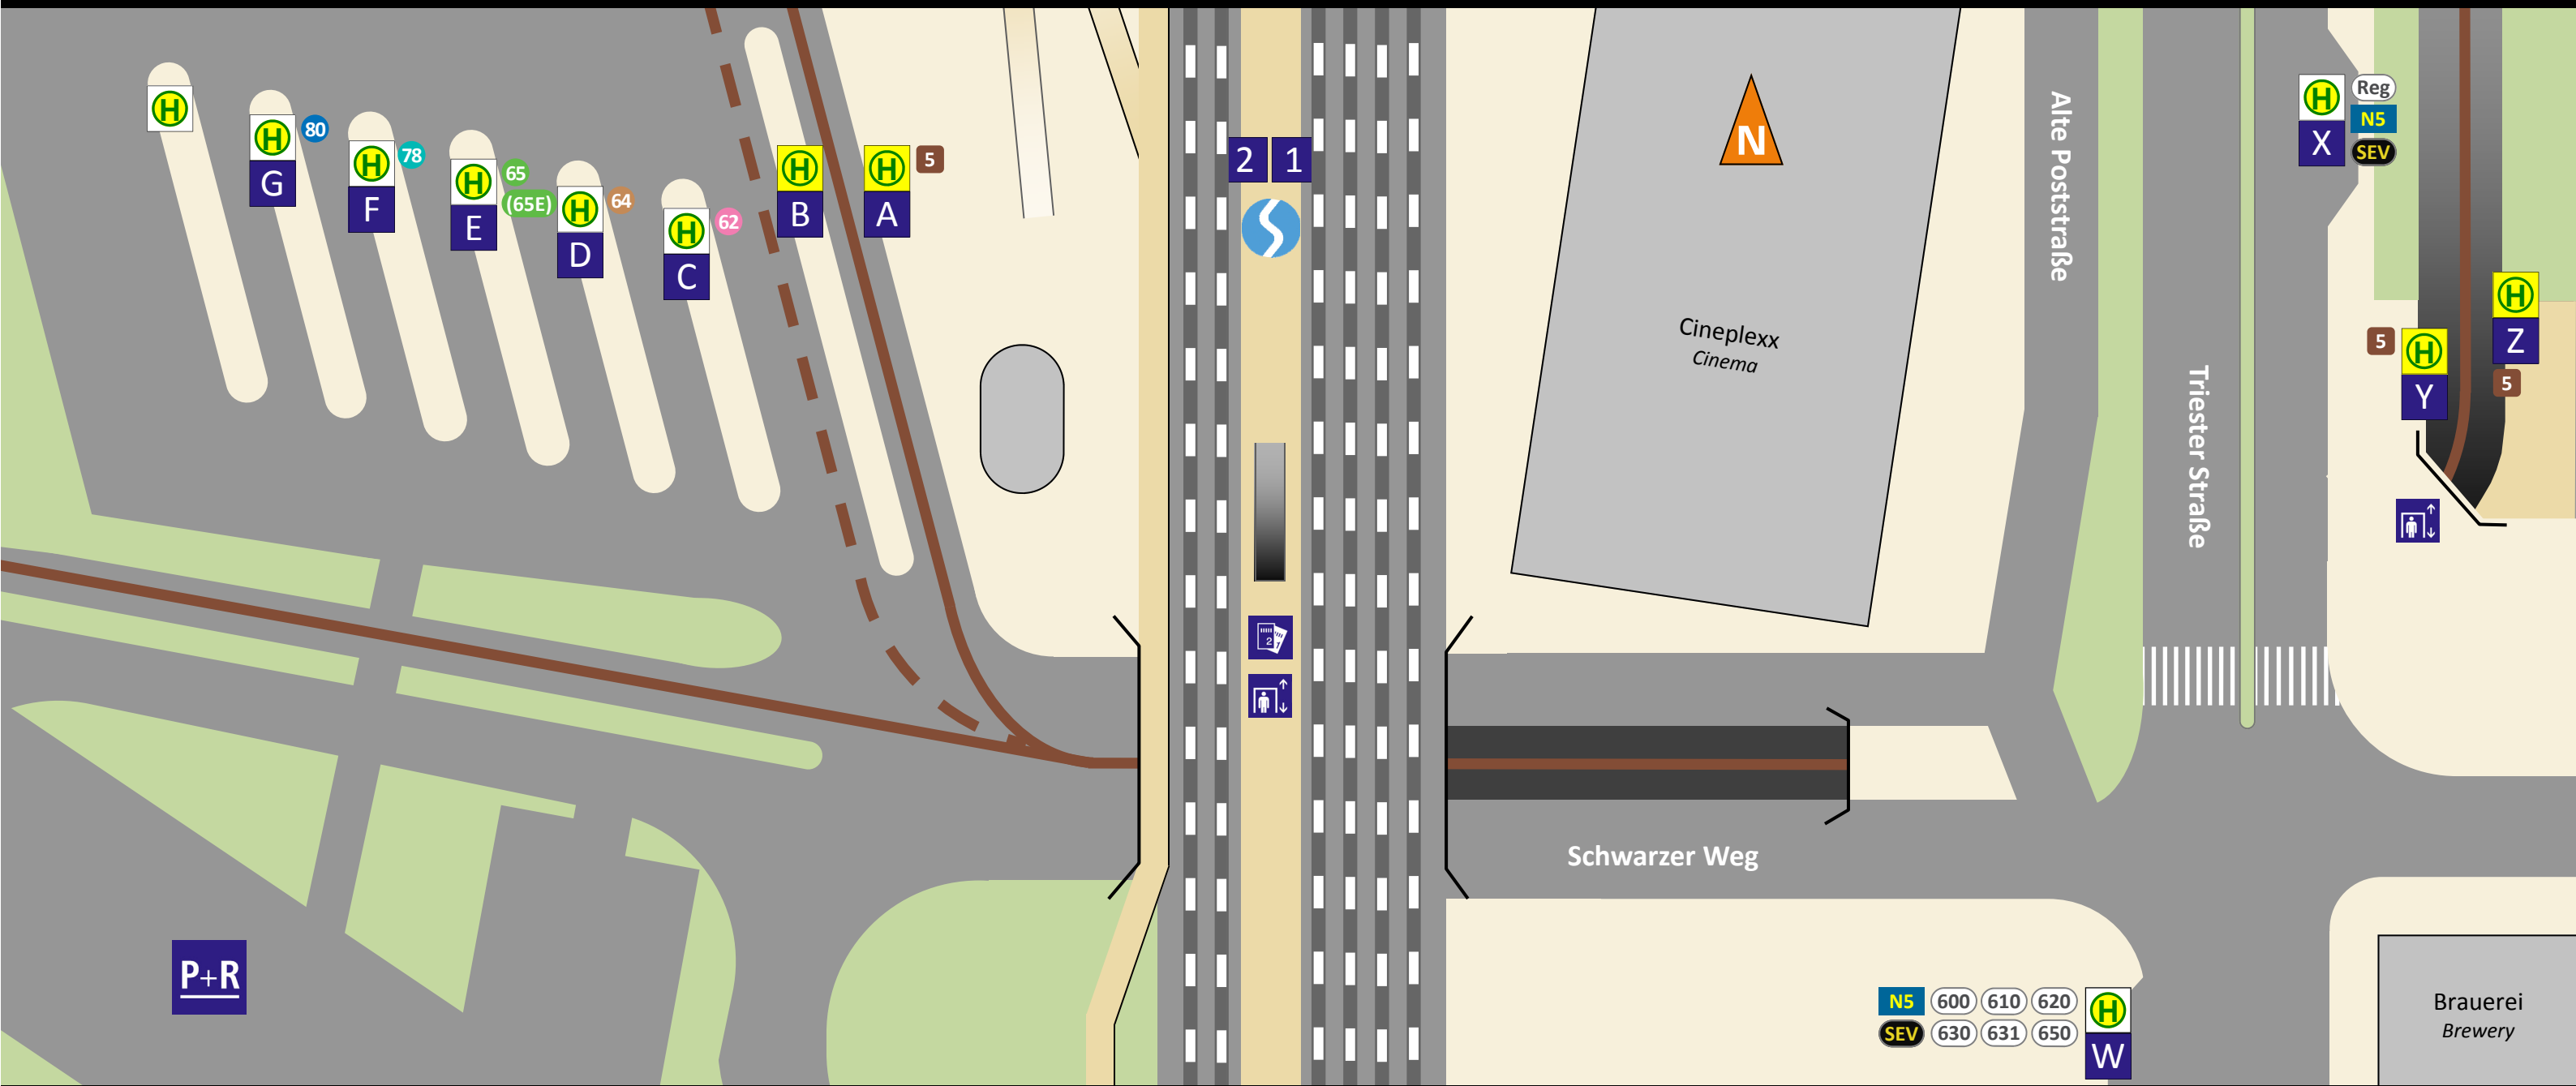 H
H
80
G
H
78
F
H
65
(65E)
E
H
64
D
H
62
C
H
B
H
5
A
2 1
N
Cineplexx
Cinema
Alte Poststraße
Triester Straße
H
Reg
N5
SEV
X
H
Z
5
5
H
Y
2
Schwarzer Weg
P+R
N5 600 610 620
SEV 630 631 650
H
W
Brauerei
Brewery